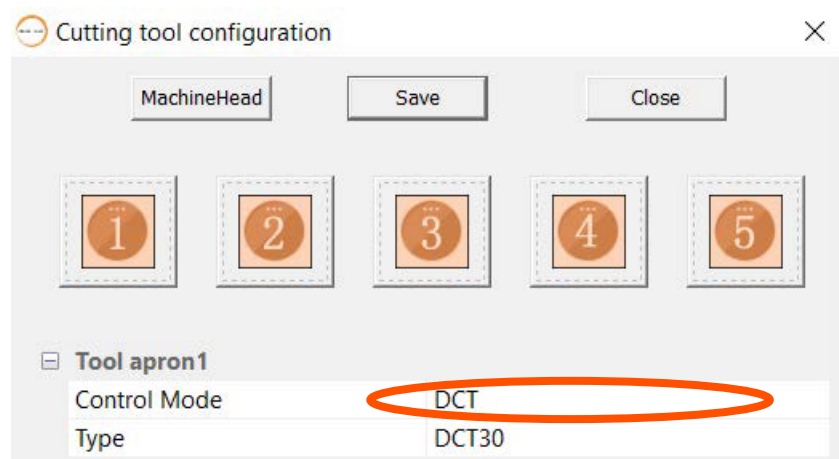 Cutting tool configuration
MachineHead Save Close
1 2 3 4 5
Tool apron1
Control Mode DCT
Type DCT30